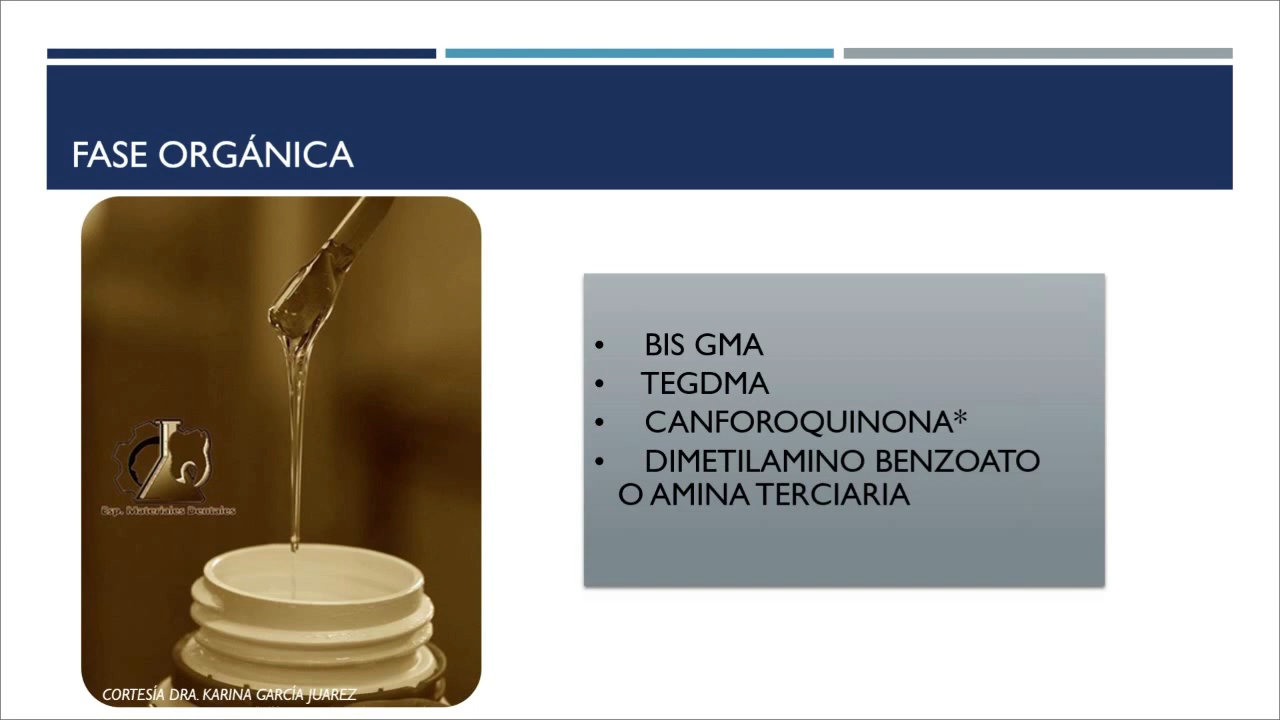 FASE ORGÁNICA
• BIS GMA
• TEGDMA
• CANFOROQUINONA*
• DIMETILAMINO BENZOATO
O AMINA TERCIARIA
Esp. Materiales Dentales
CORTESÍA DRA. KARINA GARCÍA JUAREZ